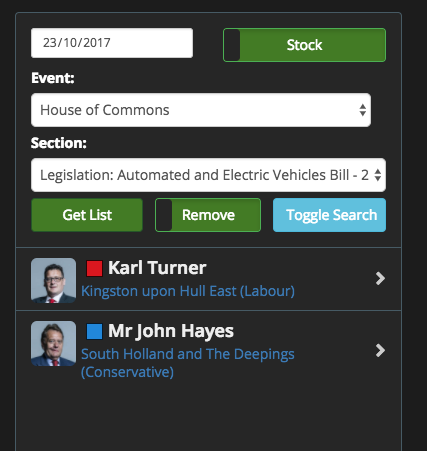 23/10/2017
Stock
Event:
House of Commons
Section:
Legislation: Automated and Electric Vehicles Bill - 2
Get List
Remove
Toggle Search
Karl Turner
Kingston upon Hull East (Labour)
Mr John Hayes
South Holland and The Deepings
(Conservative)